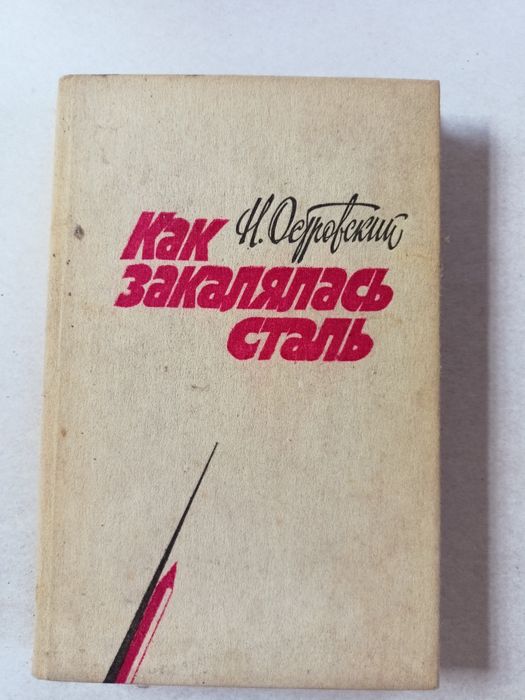 Н. Островский
Как
закалялась
сталь